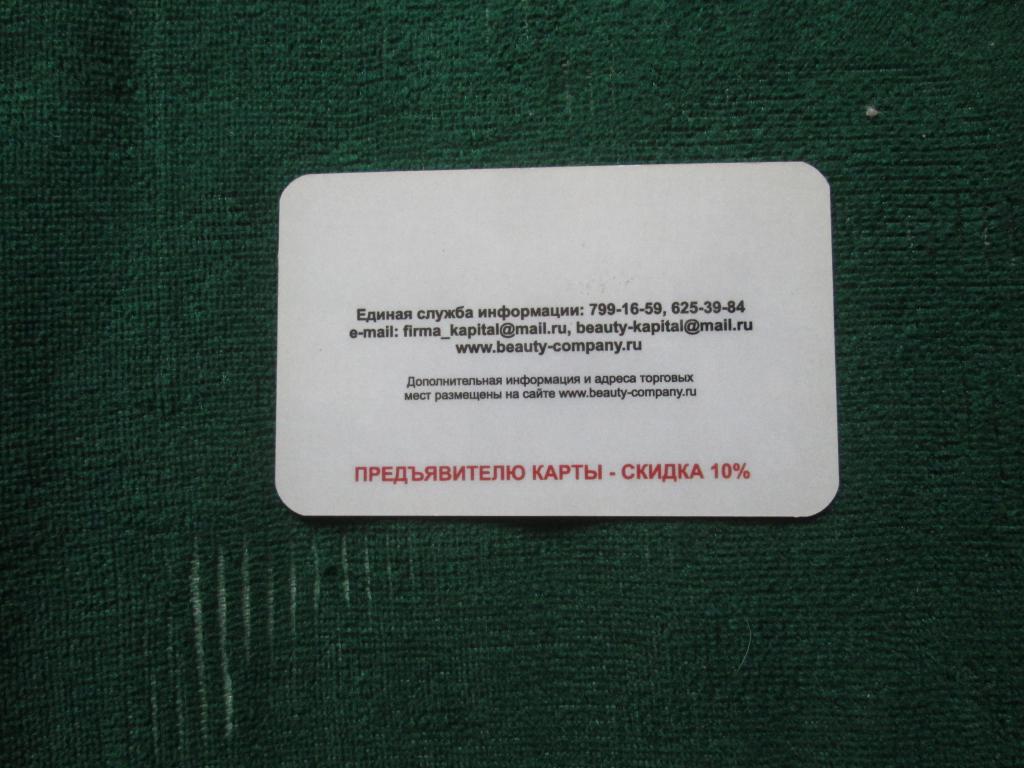 Единая служба информации: 799-16-59, 625-39-84
e-mail: firma_kapital@mail.ru, beauty-kapital@mail.ru
www.beauty-company.ru
Дополнительная информация и адреса торговых
мест размещены на сайте www.beauty-company.ru
ПРЕДЪЯВИТЕЛЮ КАРТЫ - СКИДКА 10%